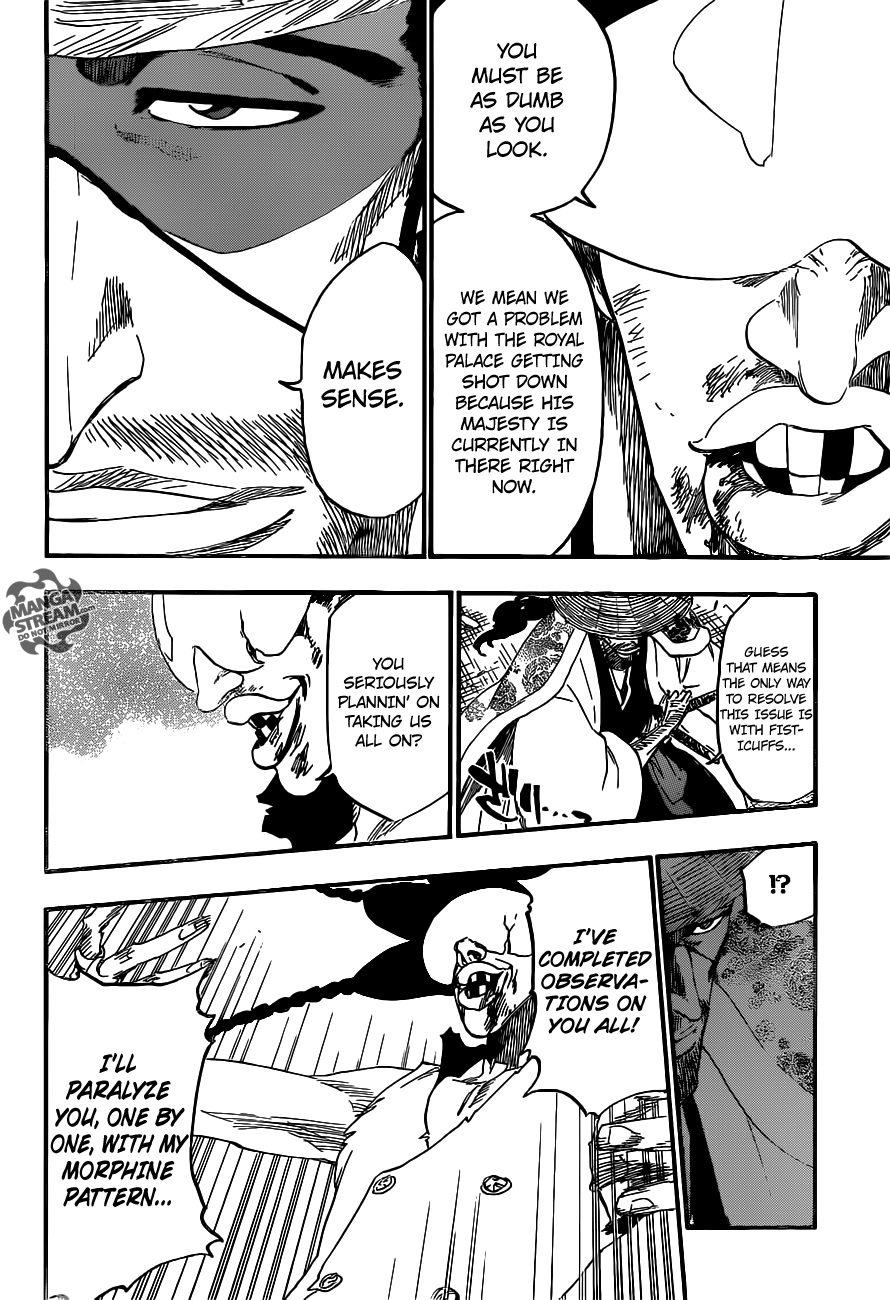 YOU
MUST BE
AS DUMB
AS YOU
LOOK.
WE MEAN WE
GOT A PROBLEM
WITH THE ROYAL
PALACE GETTING
SHOT DOWN
BECAUSE HIS
MAJESTY IS
CURRENTLY IN
THERE RIGHT
NOW.
MAKES
SENSE.
GUESS
THAT MEANS
THE ONLY WAY
TO RESOLVE
THIS ISSUE IS
WITH FIST-
ICUFFS...
YOU
SERIOUSLY
PLANNIN' ON
TAKING US
ALL ON?
MANGA
STREAM.com
DO NOT MIRROR!
!?
I'VE
COMPLETED
OBSERVA-
TIONS ON
YOU ALL!
I'LL
PARALYZE
YOU, ONE BY
ONE, WITH MY
MORPHINE
PATTERN...